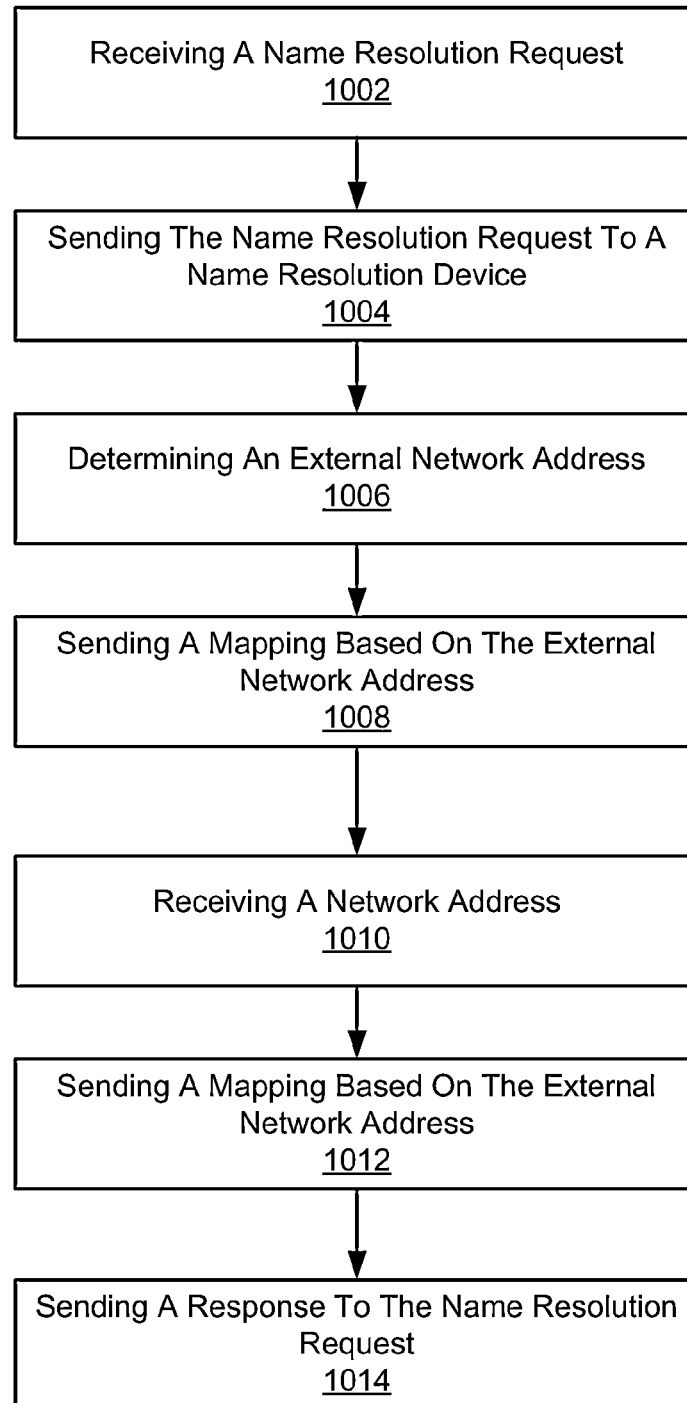 Receiving A Name Resolution Request
1002
Sending The Name Resolution Request To A
Name Resolution Device
1004
Determining An External Network Address
1006
Sending A Mapping Based On The External
Network Address
1008
Receiving A Network Address
1010
Sending A Mapping Based On The External
Network Address
1012
Sending A Response To The Name Resolution
Request
1014